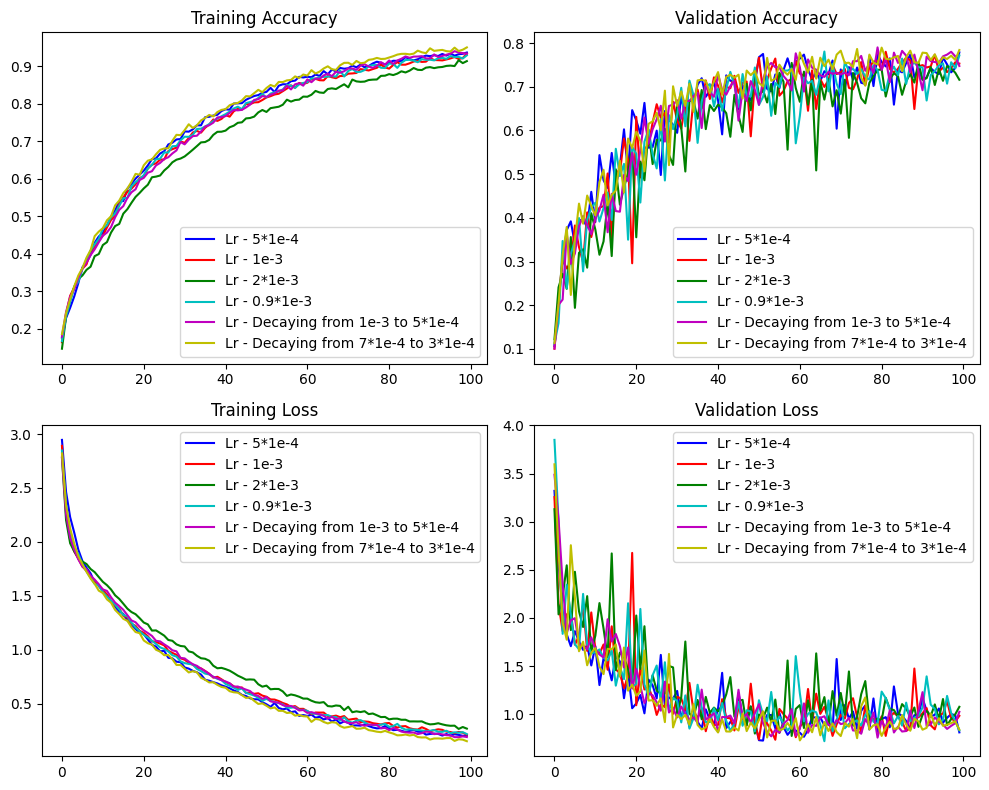 Training Accuracy
0.9
0.8
0.7
0.6
0.5
0.4
0.3
0.2
0
20
40
60
80
100
Lr - 5*1e-4
Lr - 1e-3
Lr - 2*1e-3
Lr - 0.9*1e-3
Lr - Decaying from 1e-3 to 5*1e-4
Lr - Decaying from 7*1e-4 to 3*1e-4
Validation Accuracy
0.8
0.7
0.6
0.5
0.4
0.3
0.2
0.1
0
20
40
60
80
100
Lr - 5*1e-4
Lr - 1e-3
Lr - 2*1e-3
Lr - 0.9*1e-3
Lr - Decaying from 1e-3 to 5*1e-4
Lr - Decaying from 7*1e-4 to 3*1e-4
Training Loss
3.0
2.5
2.0
1.5
1.0
0.5
0
20
40
60
80
100
Lr - 5*1e-4
Lr - 1e-3
Lr - 2*1e-3
Lr - 0.9*1e-3
Lr - Decaying from 1e-3 to 5*1e-4
Lr - Decaying from 7*1e-4 to 3*1e-4
Validation Loss
4.0
3.5
3.0
2.5
2.0
1.5
1.0
0
20
40
60
80
100
Lr - 5*1e-4
Lr - 1e-3
Lr - 2*1e-3
Lr - 0.9*1e-3
Lr - Decaying from 1e-3 to 5*1e-4
Lr - Decaying from 7*1e-4 to 3*1e-4